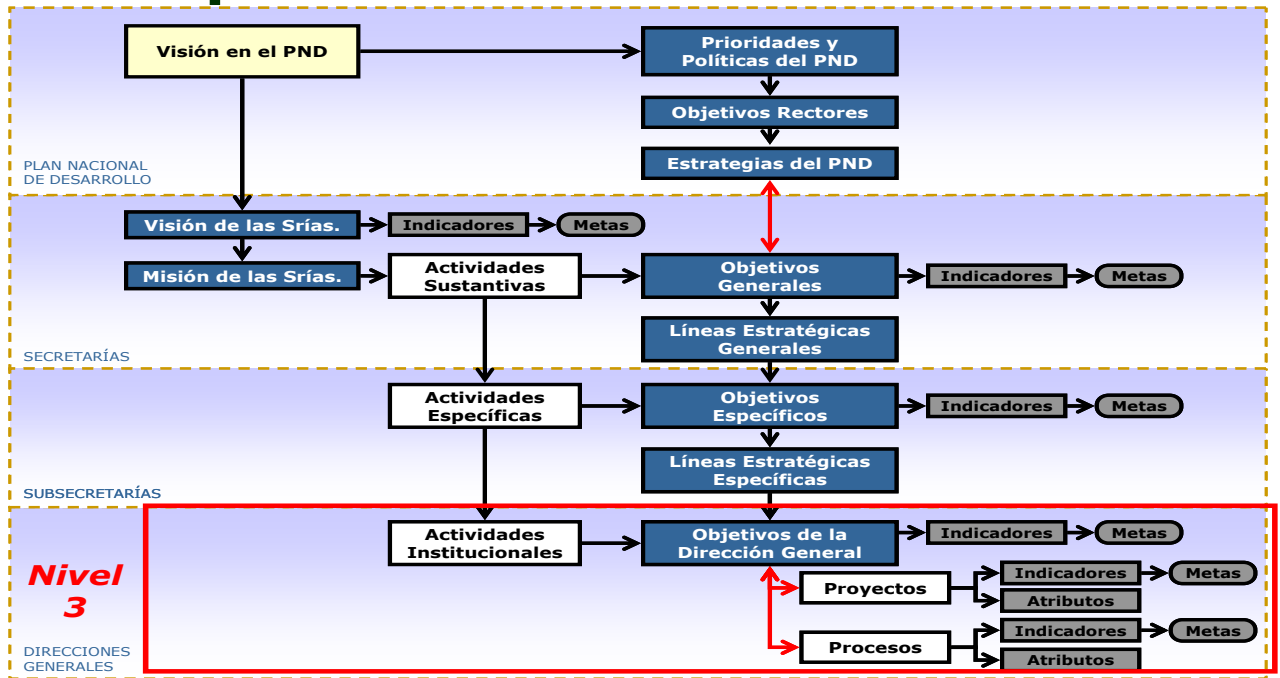 Visión en el PND
Prioridades y
Políticas del PND
Objetivos Rectores
Estrategias del PND
PLAN NACIONAL
DE DESARROLLO
Visión de las Srías.
Indicadores
Metas
Misión de las Srías.
Actividades
Sustantivas
Objetivos
Generales
Indicadores
Metas
Líneas Estratégicas
Generales
SECRETARÍAS
Actividades
Específicas
Objetivos
Específicos
Indicadores
Metas
Líneas Estratégicas
Específicas
SUBSECRETARÍAS
Actividades
Institucionales
Objetivos de la
Dirección General
Indicadores
Metas
Nivel
3
Proyectos
Indicadores
Metas
Atributos
Procesos
Indicadores
Metas
Atributos
DIRECCIONES
GENERALES